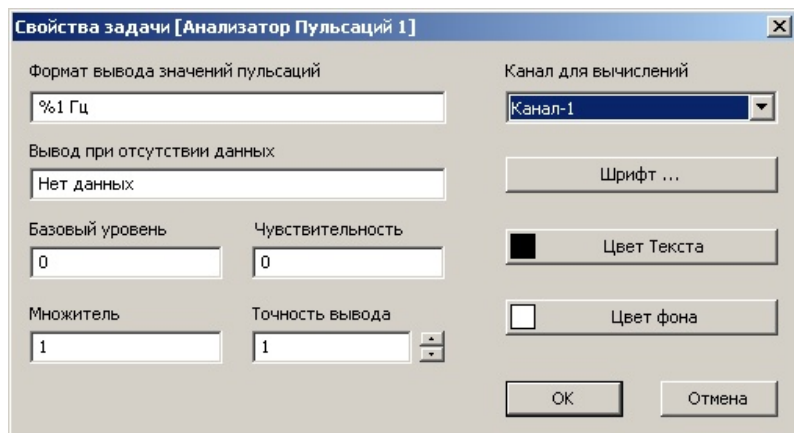 Свойства задачи [Анализатор Пульсаций 1]
Формат вывода значений пульсаций
%1 Гц
Вывод при отсутствии данных
Нет данных
Базовый уровень
Чувствительность
0
0
Множитель
Точность вывода
1
1
Канал для вычислений
Канал-1
Шрифт ...
Цвет Текста
Цвет фона
OK
Отмена